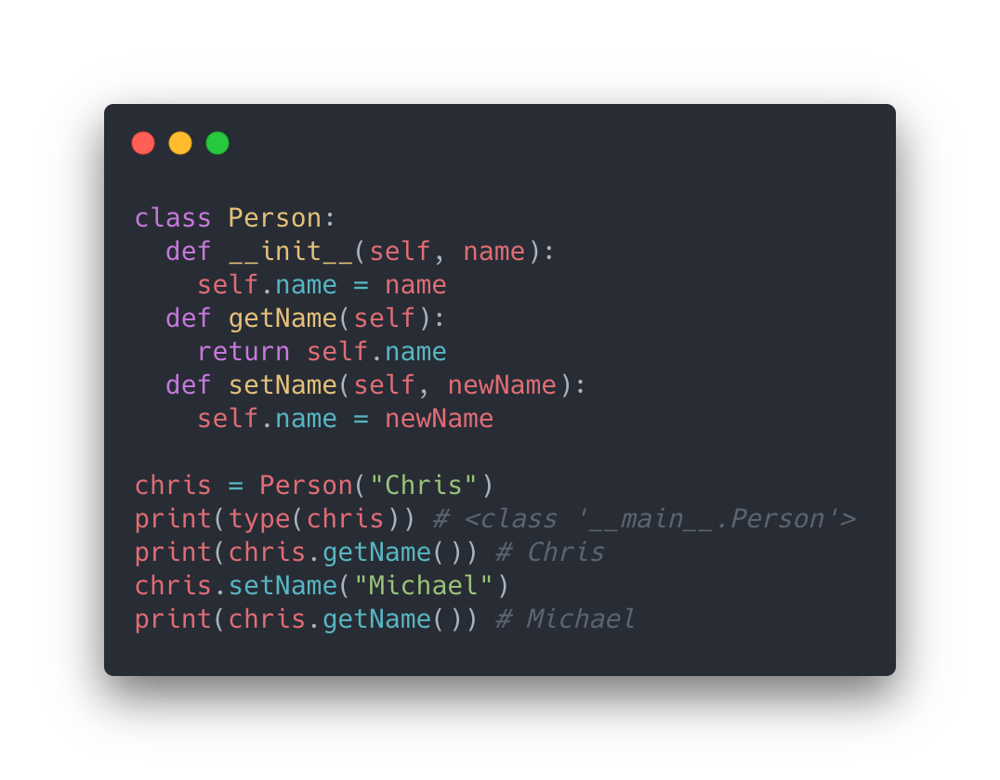 class Person:
  def __init__(self, name):
    self.name = name
  def getName(self):
    return self.name
  def setName(self, newName):
    self.name = newName

chris = Person("Chris")
print(type(chris)) # <class '__main__.Person'>
print(chris.getName()) # Chris
chris.setName("Michael")
print(chris.getName()) # Michael